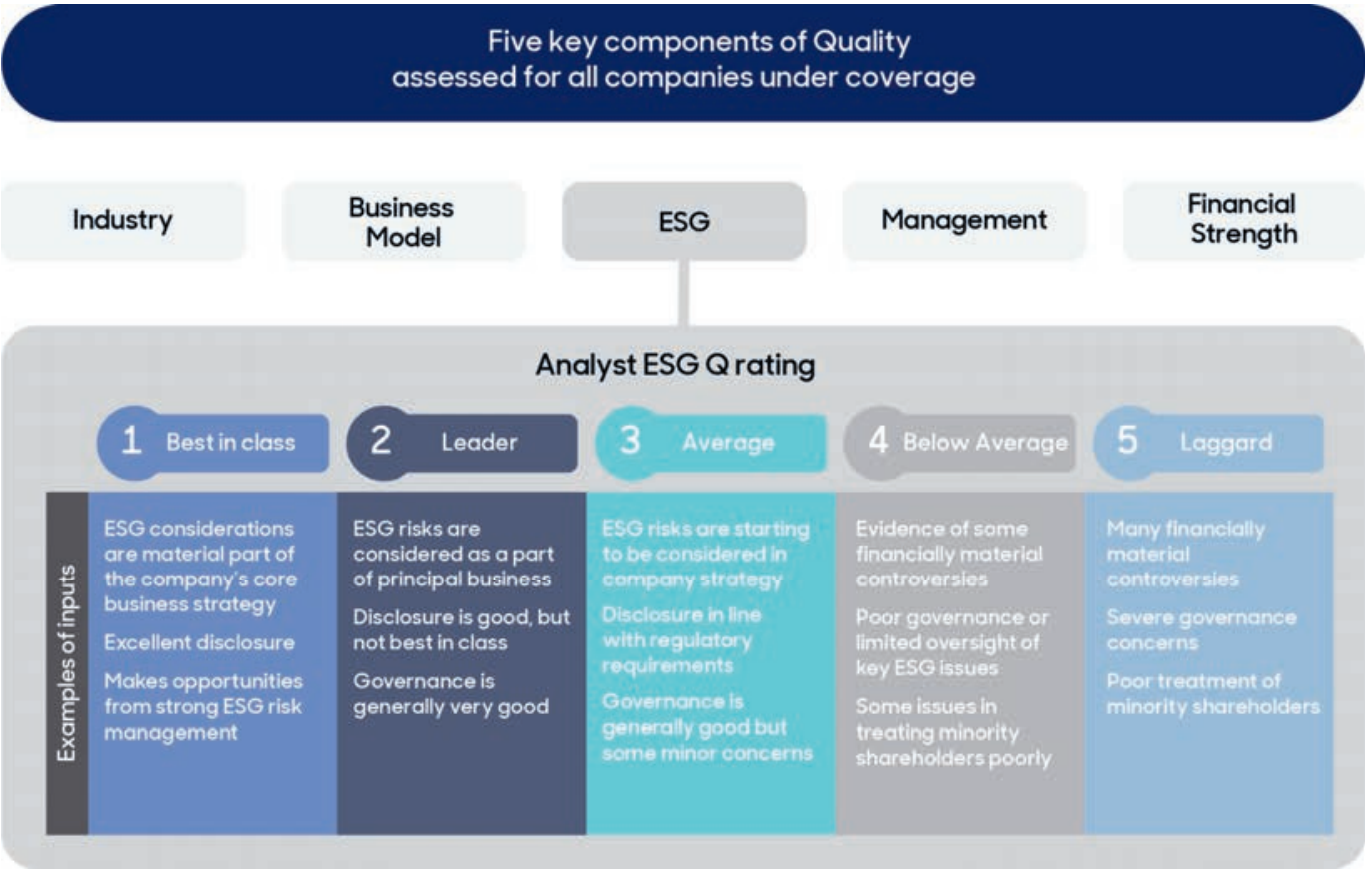 Five key components of Quality
assessed for all companies under coverage
Industry
Business
Model
ESG
Management
Financial
Strength
Analyst ESG Q rating
1 Best in class
2 Leader
3 Average
4 Below Average
5 Laggard
Examples of inputs
ESG considerations
are material part of
the company's core
business strategy
Excellent disclosure
Makes opportunities
from strong ESG risk
management
ESG risks are
considered as a part
of principal business
Disclosure is good, but
not best in class
Governance is
generally very good
ESG risks are starting
to be considered in
company strategy
Disclosure in line
with regulatory
requirements
Governance is
generally good but
some minor concerns
Evidence of some
financially material
controversies
Poor governance or
limited oversight of
key ESG issues
Some issues in
treating minority
shareholders poorly
Many financially
material
controversies
Severe governance
concerns
Poor treatment of
minority shareholders